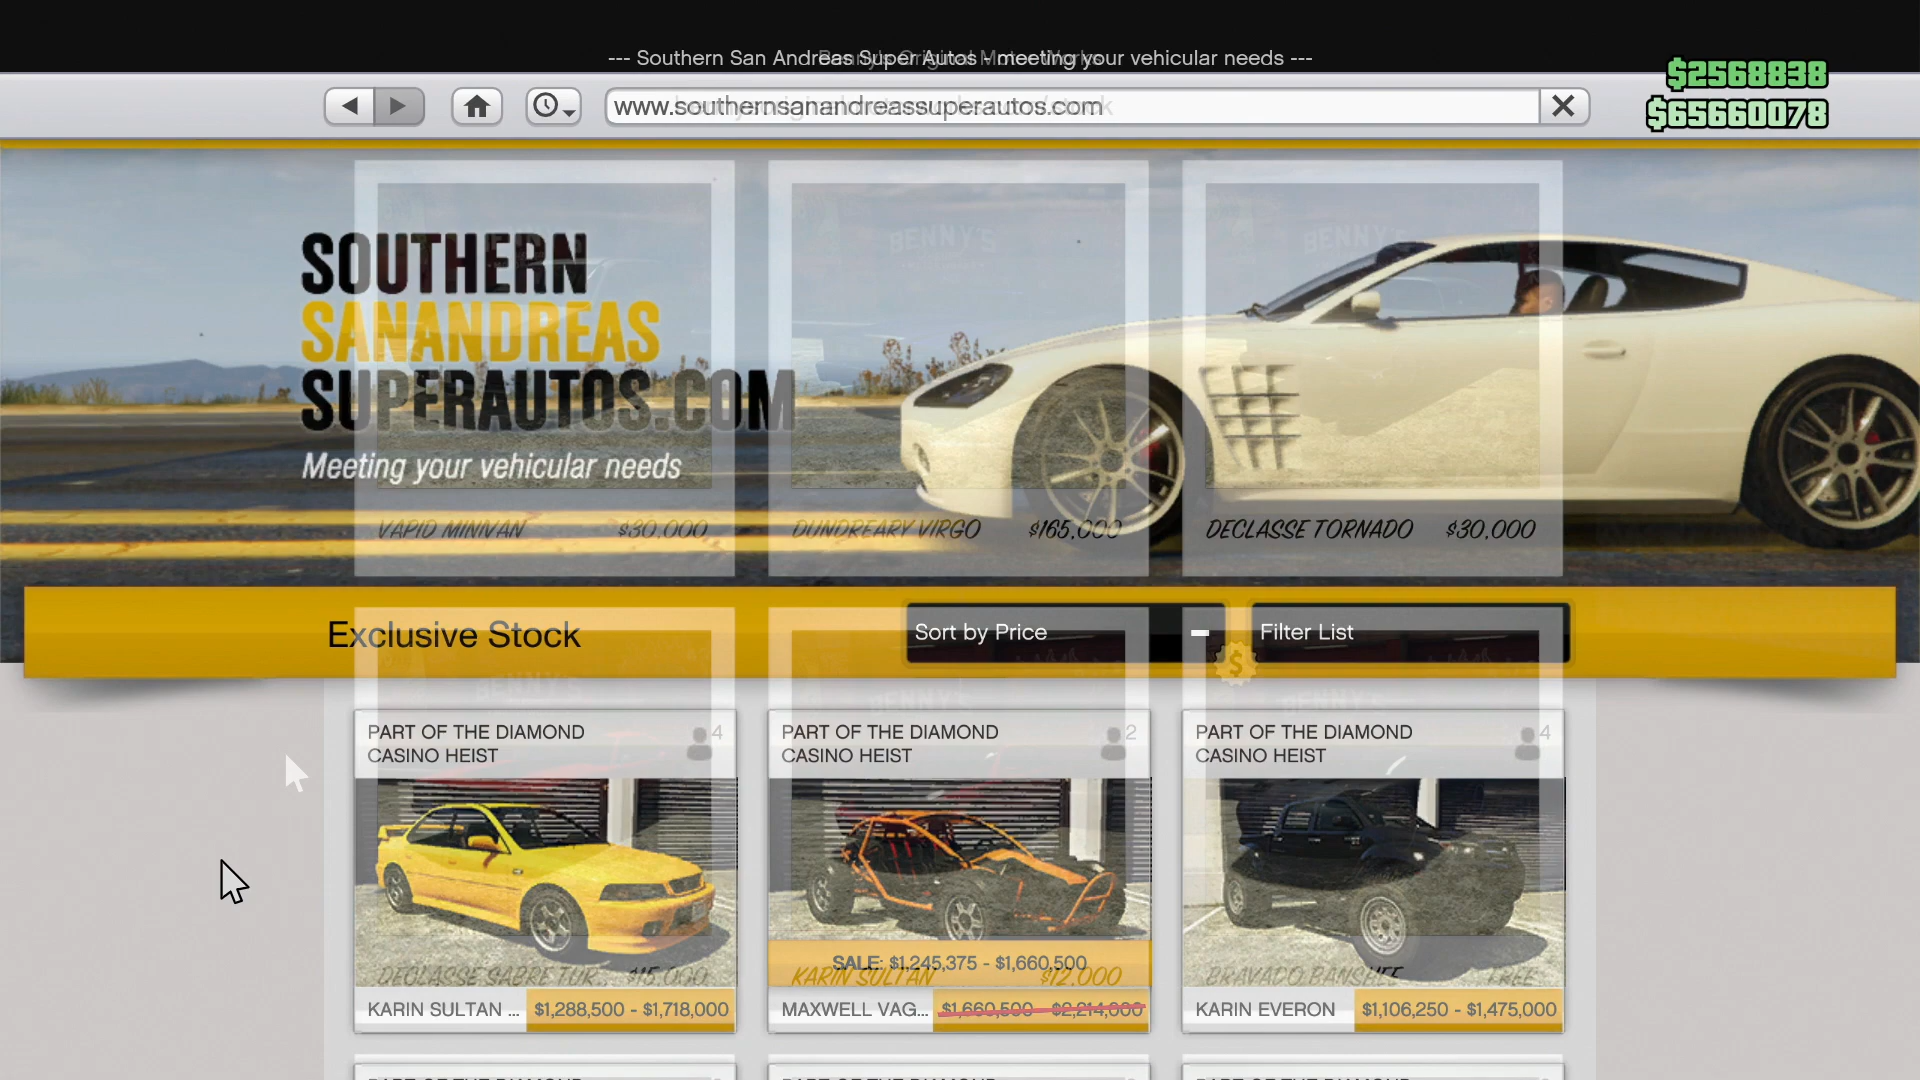 --- Southern San Andreas Super Autos - meeting your vehicular needs ---
$2568838
www.southernsanandreassuperautos.com
$65660078
BENNY'S
BENNY'S
SOUTHERN
SANANDREAS
SUPERAUTOS.COM
Meeting your vehicular needs
VAPID MINIVAN $30,000
DUNDREARY VIRGO $165,000
DECLASSE TORNADO $30,000
Exclusive Stock
Sort by Price
Filter List
$
BENNY'S
BENNY'S
BENNY'S
PART OF THE DIAMOND
CASINO HEIST
4
PART OF THE DIAMOND
CASINO HEIST
2
PART OF THE DIAMOND
CASINO HEIST
4
SALE: $1,245,375 - $1,660,500
DECLASSE SABRE TUR... $15,000
KARIN SULTAN $12,000
BRAVADO BANSHEE FREE
KARIN SULTAN ... $1,288,500 - $1,718,000
MAXWELL VAG... $1,660,500 - $2,214,000
KARIN EVERON $1,106,250 - $1,475,000